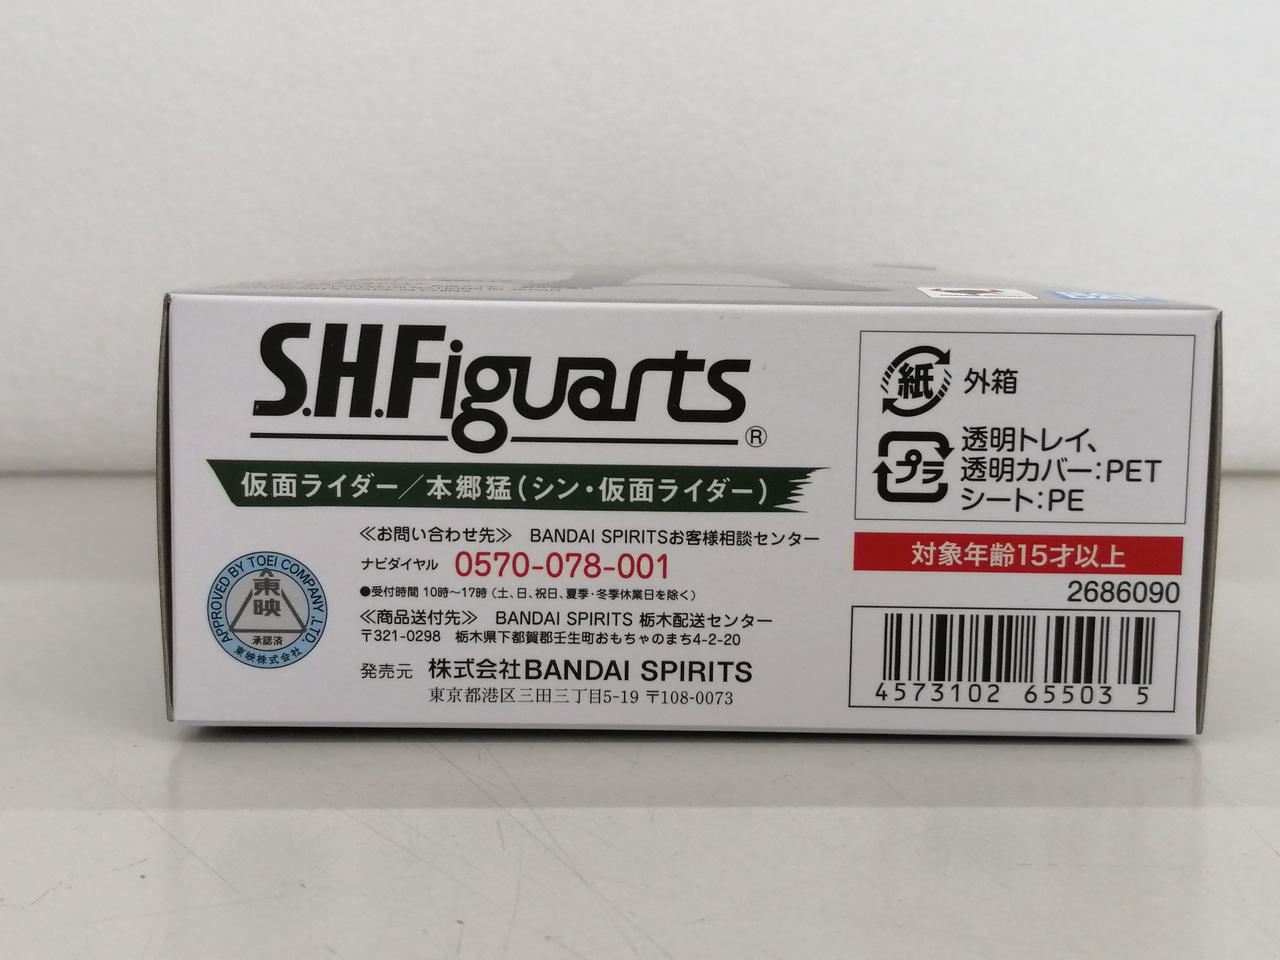 S.H.Figuarts
®
仮面ライダー／本郷猛（シン・仮面ライダー）
≪お問い合わせ先≫ BANDAI SPIRITSお客様相談センター
ナビダイヤル 0570-078-001
●受付時間 10時～17時（土、日、祝日、夏季・冬季休業日を除く）
≪商品送付先≫ BANDAI SPIRITS 栃木配送センター
〒321-0298 栃木県下都賀郡壬生町おもちゃのまち4-2-20
発売元 株式会社BANDAI SPIRITS
東京都港区三田三丁目5-19 〒108-0073
APPROVED BY TOEI COMPANY, LTD.
東映
承認済
東映株式会社
紙 外箱
プラ
透明トレイ、
透明カバー：PET
シート：PE
対象年齢15才以上
2686090
4573102 65503 5